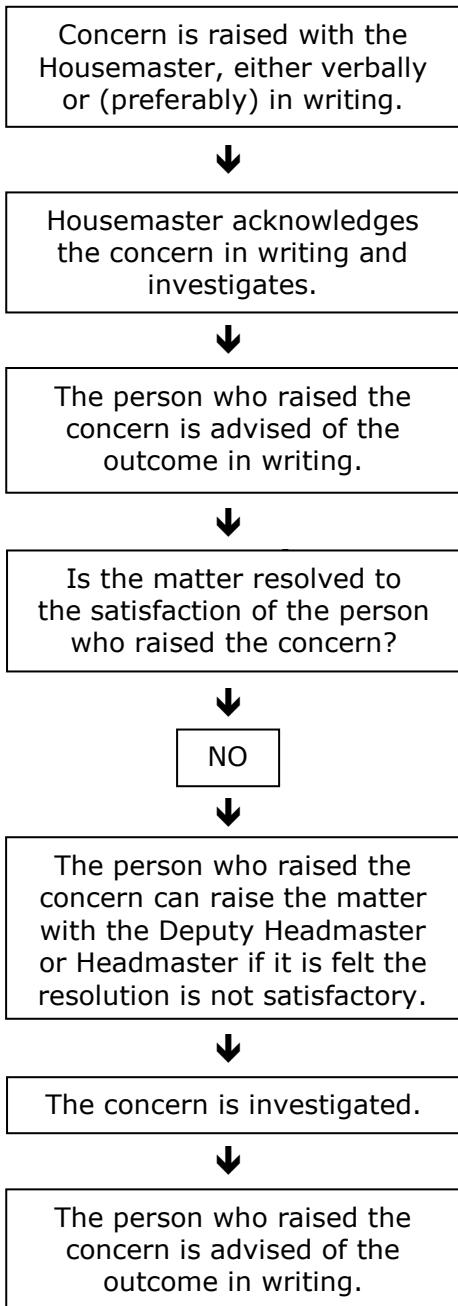 Concern is raised with the
Housemaster, either verbally
or (preferably) in writing.
Housemaster acknowledges
the concern in writing and
investigates.
The person who raised the
concern is advised of the
outcome in writing.
Is the matter resolved to
the satisfaction of the person
who raised the concern?
NO
The person who raised the
concern can raise the matter
with the Deputy Headmaster
or Headmaster if it is felt the
resolution is not satisfactory.
The concern is investigated.
The person who raised the
concern is advised of the
outcome in writing.